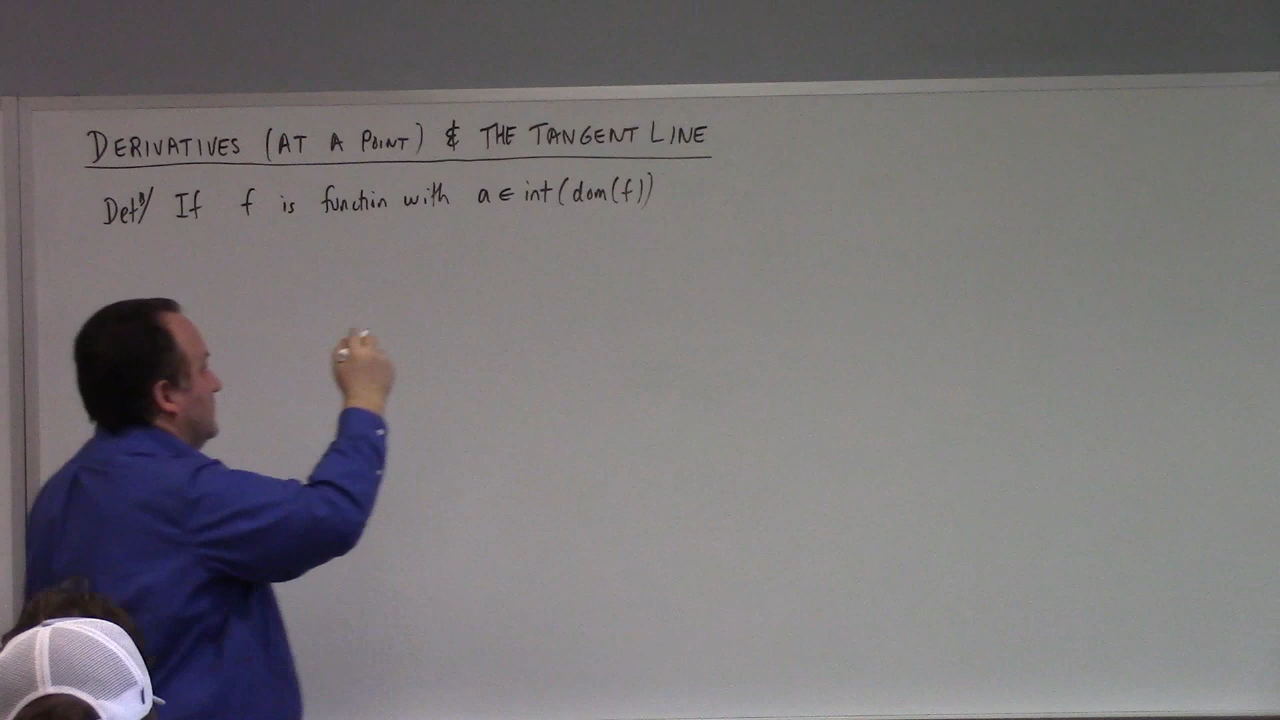 DERIVATIVES (AT A POINT) & THE TANGENT LINE
Defⁿ/ If f is function with a ∈ int(dom(f))